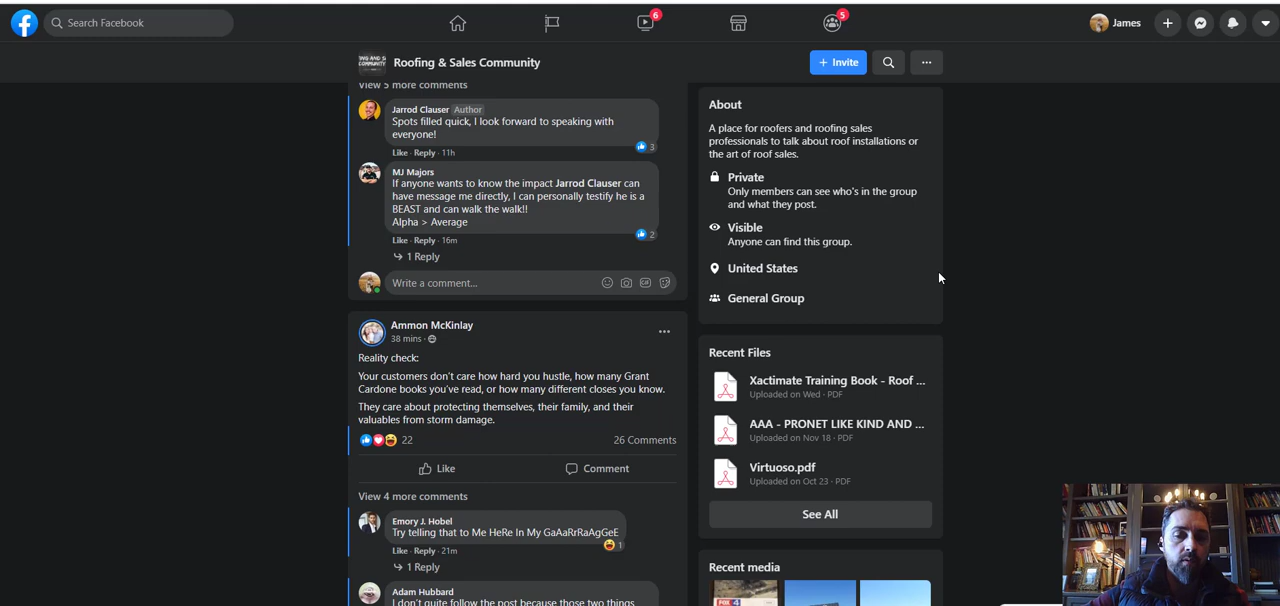 Search Facebook
6
5
James
Roofing & Sales Community
+ Invite
View 5 more comments
Jarrod Clauser Author
Spots filled quick, I look forward to speaking with
everyone!
3
Like · Reply · 11h
MJ Majors
If anyone wants to know the impact Jarrod Clauser can
have message me directly, I can personally testify he is a
BEAST and can walk the walk!!
Alpha > Average
2
Like · Reply · 16m
1 Reply
Write a comment...
Ammon McKinlay
38 mins ·
Reality check:
Your customers don't care how hard you hustle, how many Grant
Cardone books you've read, or how many different closes you know.
They care about protecting themselves, their family, and their
valuables from storm damage.
22
26 Comments
Like
Comment
View 4 more comments
Emory J. Hobel
Try telling that to Me HeRe In My GaAaRrRaAgGeE
1
Like · Reply · 21m
1 Reply
Adam Hubbard
I don't quite follow the post because those two things
About
A place for roofers and roofing sales
professionals to talk about roof installations or
the art of roof sales.
Private
Only members can see who's in the group
and what they post.
Visible
Anyone can find this group.
United States
General Group
Recent Files
Xactimate Training Book - Roof ...
Uploaded on Wed · PDF
AAA - PRONET LIKE KIND AND ...
Uploaded on Nov 18 · PDF
Virtuoso.pdf
Uploaded on Oct 23 · PDF
See All
Recent media
FOX 4